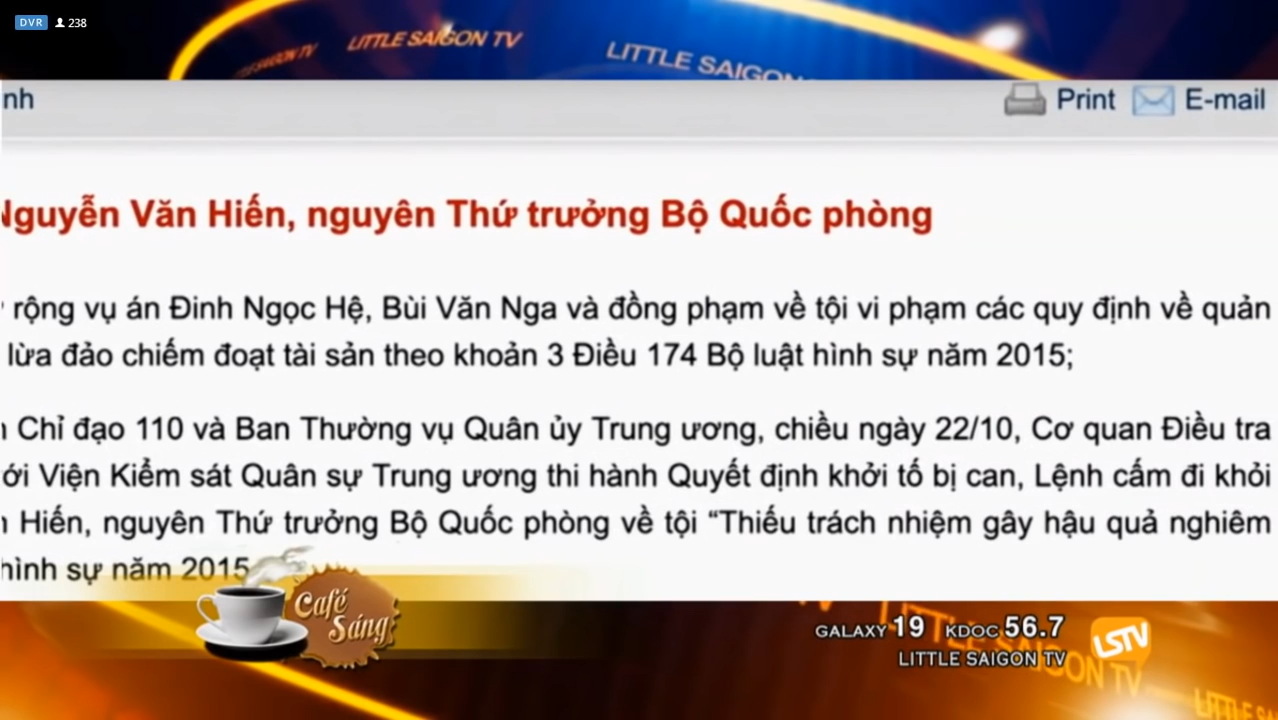 DVR 238
LITTLE SAIGON TV
LITTLE SAIGON
nh
Print E-mail
Nguyễn Văn Hiến, nguyên Thứ trưởng Bộ Quốc phòng
rộng vụ án Đinh Ngọc Hệ, Bùi Văn Nga và đồng phạm về tội vi phạm các quy định về quản
lừa đảo chiếm đoạt tài sản theo khoản 3 Điều 174 Bộ luật hình sự năm 2015;
Chỉ đạo 110 và Ban Thường vụ Quân ủy Trung ương, chiều ngày 22/10, Cơ quan Điều tra
ới Viện Kiểm sát Quân sự Trung ương thi hành Quyết định khởi tố bị can, Lệnh cấm đi khỏi
Hiến, nguyên Thứ trưởng Bộ Quốc phòng về tội “Thiếu trách nhiệm gây hậu quả nghiêm
hình sự năm 2015
Café
Sáng
GALAXY 19 KDOC 56.7
LITTLE SAIGON TV
LSTV